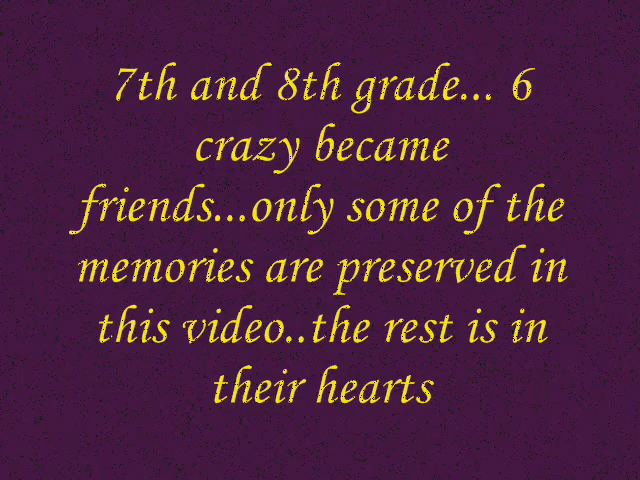 7th and 8th grade... 6
crazy became
friends...only some of the
memories are preserved in
this video..the rest is in
their hearts